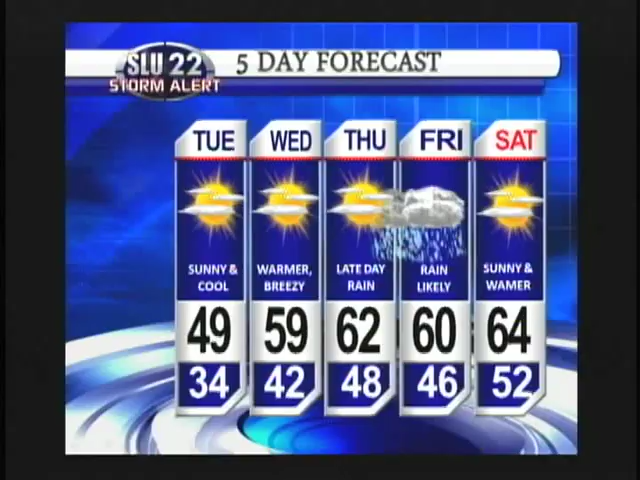 SLU 22
STORM ALERT
5 DAY FORECAST
TUE WED THU FRI SAT
SUNNY & COOL
WARMER, BREEZY
LATE DAY RAIN
RAIN LIKELY
SUNNY & WAMER
49 59 62 60 64
34 42 48 46 52